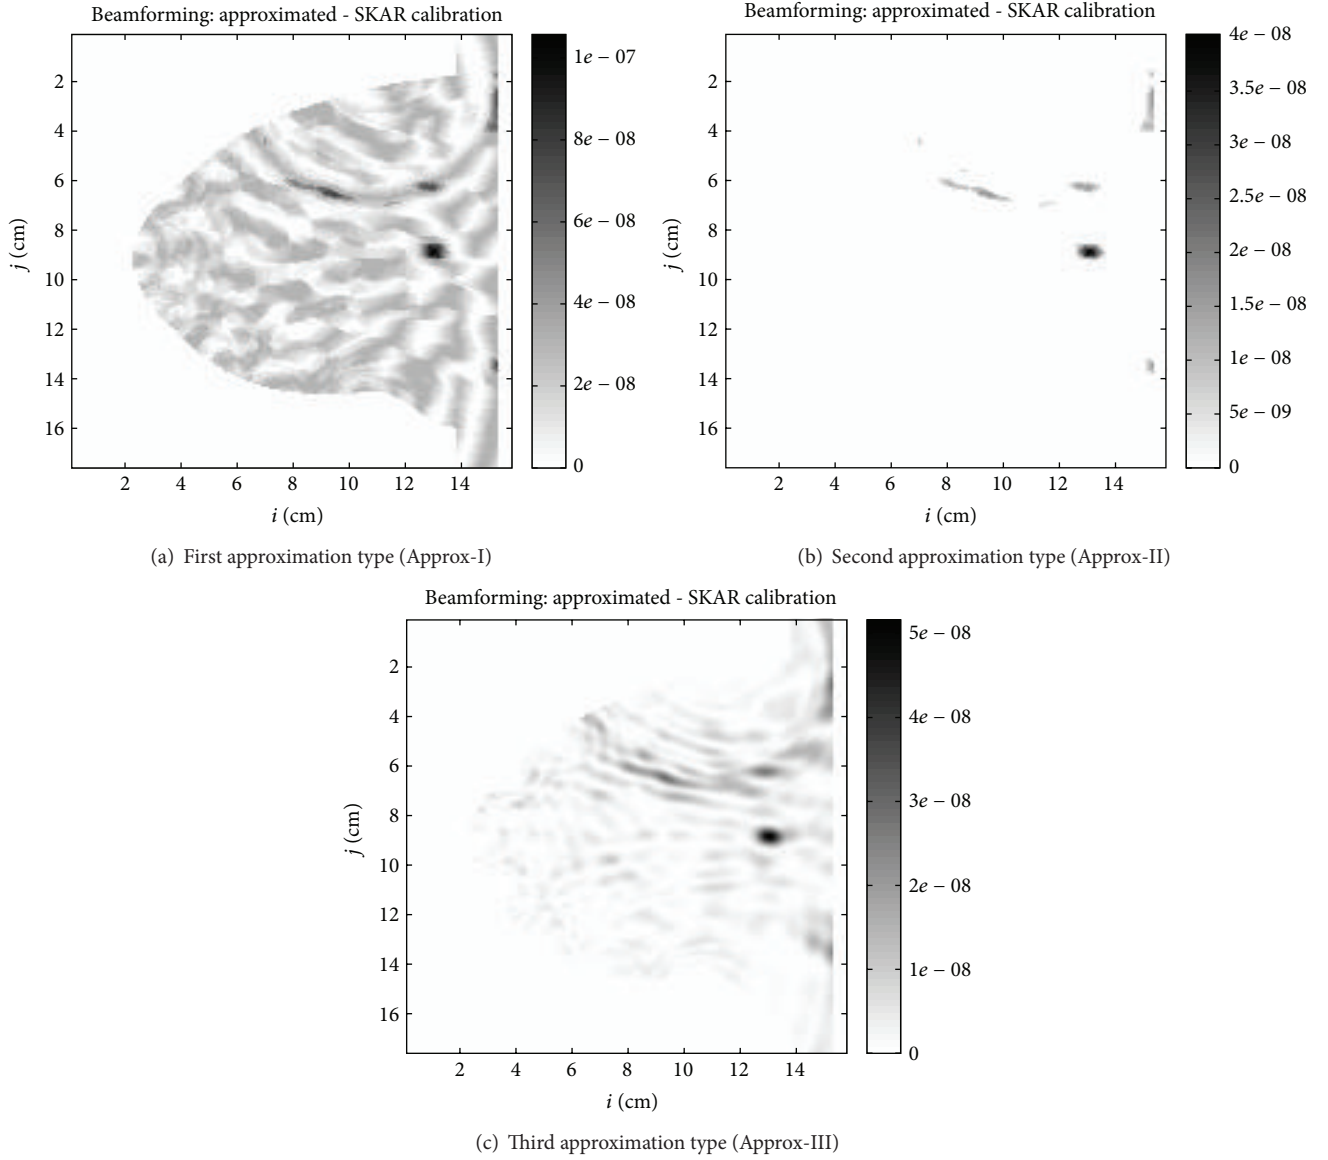 Beamforming: approximated - SKAR calibration
2
4
6
8
10
12
14
16
j (cm)
2 4 6 8 10 12 14
i (cm)
1e − 07
8e − 08
6e − 08
4e − 08
2e − 08
0
(a) First approximation type (Approx-I)
Beamforming: approximated - SKAR calibration
2
4
6
8
10
12
14
16
j (cm)
2 4 6 8 10 12 14
i (cm)
4e − 08
3.5e − 08
3e − 08
2.5e − 08
2e − 08
1.5e − 08
1e − 08
5e − 09
0
(b) Second approximation type (Approx-II)
Beamforming: approximated - SKAR calibration
2
4
6
8
10
12
14
16
j (cm)
2 4 6 8 10 12 14
i (cm)
5e − 08
4e − 08
3e − 08
2e − 08
1e − 08
0
(c) Third approximation type (Approx-III)